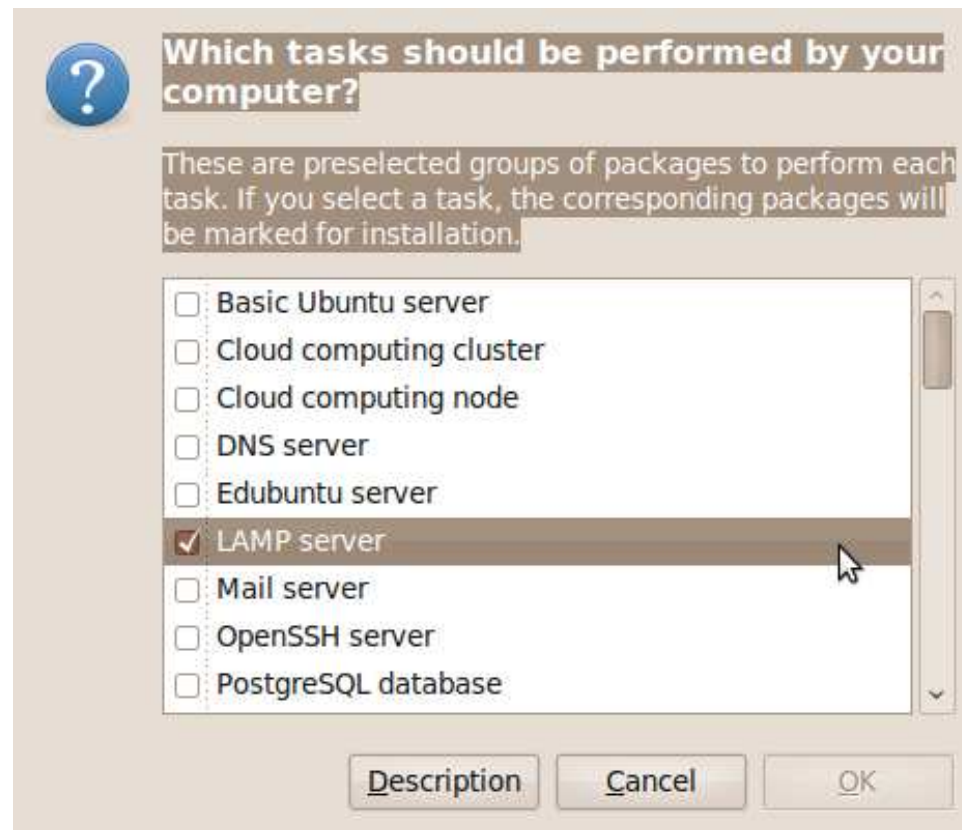 Which tasks should be performed by your
computer?
These are preselected groups of packages to perform each
task. If you select a task, the corresponding packages will
be marked for installation.
Basic Ubuntu server
Cloud computing cluster
Cloud computing node
DNS server
Edubuntu server
LAMP server
Mail server
OpenSSH server
PostgreSQL database
Description Cancel OK